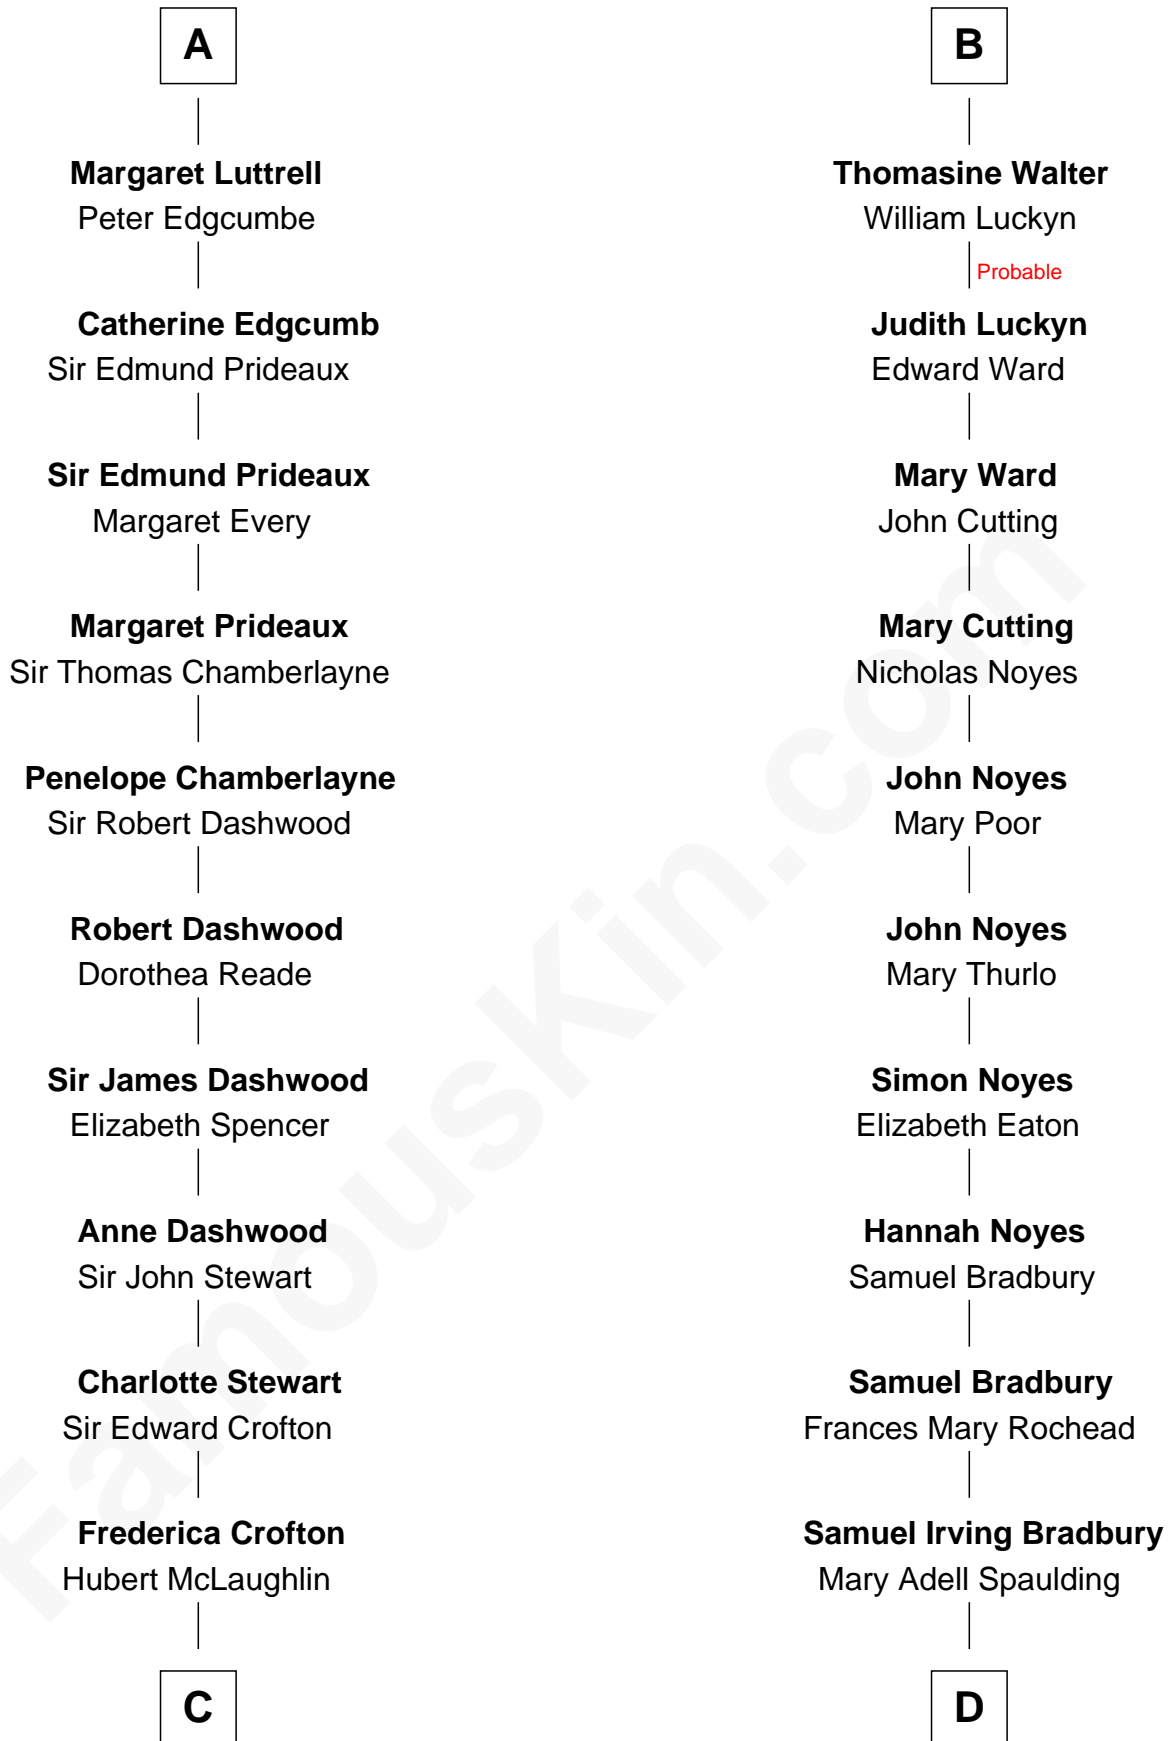 A
Margaret Luttrell
Peter Edgcumbe
Catherine Edgcumb
Sir Edmund Prideaux
Sir Edmund Prideaux
Margaret Every
Margaret Prideaux
Sir Thomas Chamberlayne
Penelope Chamberlayne
Sir Robert Dashwood
Robert Dashwood
Dorothea Reade
Sir James Dashwood
Elizabeth Spencer
Anne Dashwood
Sir John Stewart
Charlotte Stewart
Sir Edward Crofton
Frederica Crofton
Hubert McLaughlin
C
B
Thomasine Walter
William Luckyn
Probable
Judith Luckyn
Edward Ward
Mary Ward
John Cutting
Mary Cutting
Nicholas Noyes
John Noyes
Mary Poor
John Noyes
Mary Thurlo
Simon Noyes
Elizabeth Eaton
Hannah Noyes
Samuel Bradbury
Samuel Bradbury
Frances Mary Rochead
Samuel Irving Bradbury
Mary Adell Spaulding
D
FamousKin.com